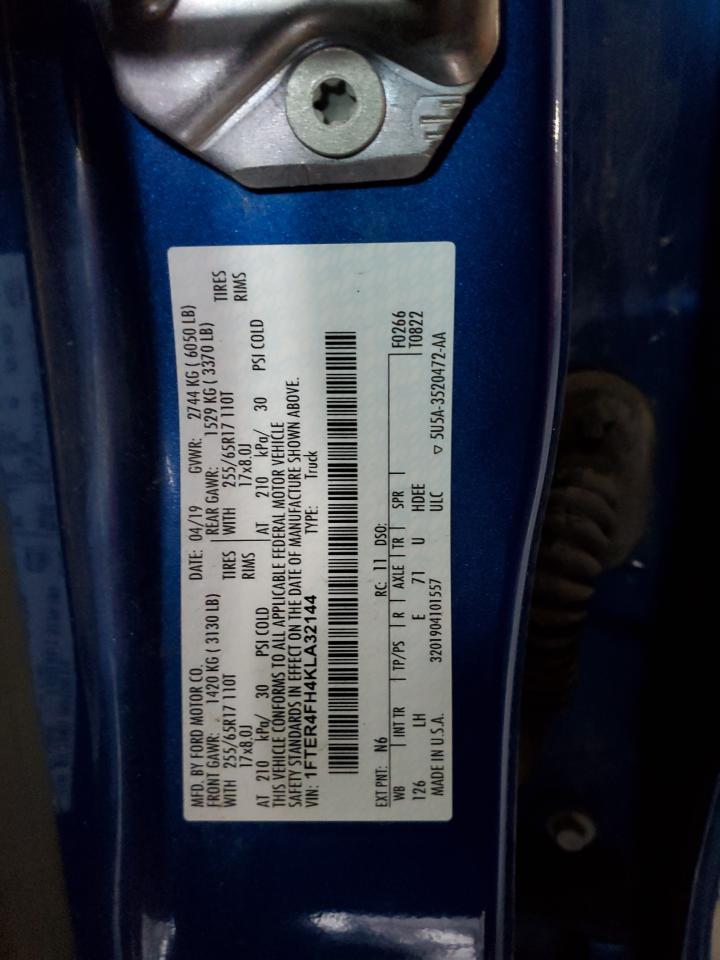 MFD. BY FORD MOTOR CO. DATE: 04/19 GVWR: 2744 KG ( 6050 LB)
FRONT GAWR: 1420 KG ( 3130 LB) REAR GAWR: 1529 KG ( 3370 LB)
WITH 255/65R17 110T TIRES WITH 255/65R17 110T TIRES
17x8.0J RIMS 17x8.0J RIMS
AT 210 kPa/ 30 PSI COLD AT 210 kPa/ 30 PSI COLD
THIS VEHICLE CONFORMS TO ALL APPLICABLE FEDERAL MOTOR VEHICLE
SAFETY STANDARDS IN EFFECT ON THE DATE OF MANUFACTURE SHOWN ABOVE.
VIN: 1FTER4FH4KLA32144 TYPE: Truck
EXT PNT: N6 RC: 11 DSO: F0266
WB INT TR TP/PS R AXLE TR SPR T0822
126 LH E 71 U HDEE
ULC
MADE IN U.S.A. 3201904101557 ▽ 5U5A-3520472-AA